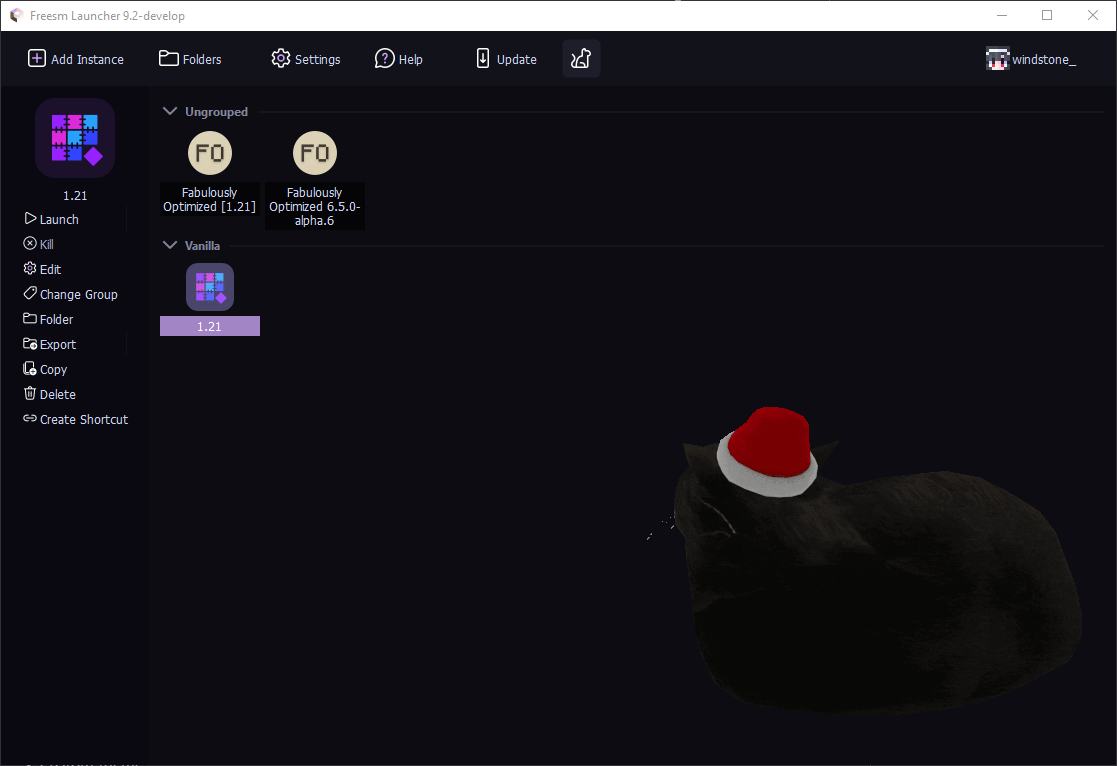 Freesm Launcher 9.2-develop
Add Instance
Folders
Settings
Help
Update
windstone_
1.21
Launch
Kill
Edit
Change Group
Folder
Export
Copy
Delete
Create Shortcut
Ungrouped
FO
Fabulously
Optimized [1.21]
FO
Fabulously
Optimized 6.5.0-
alpha.6
Vanilla
1.21